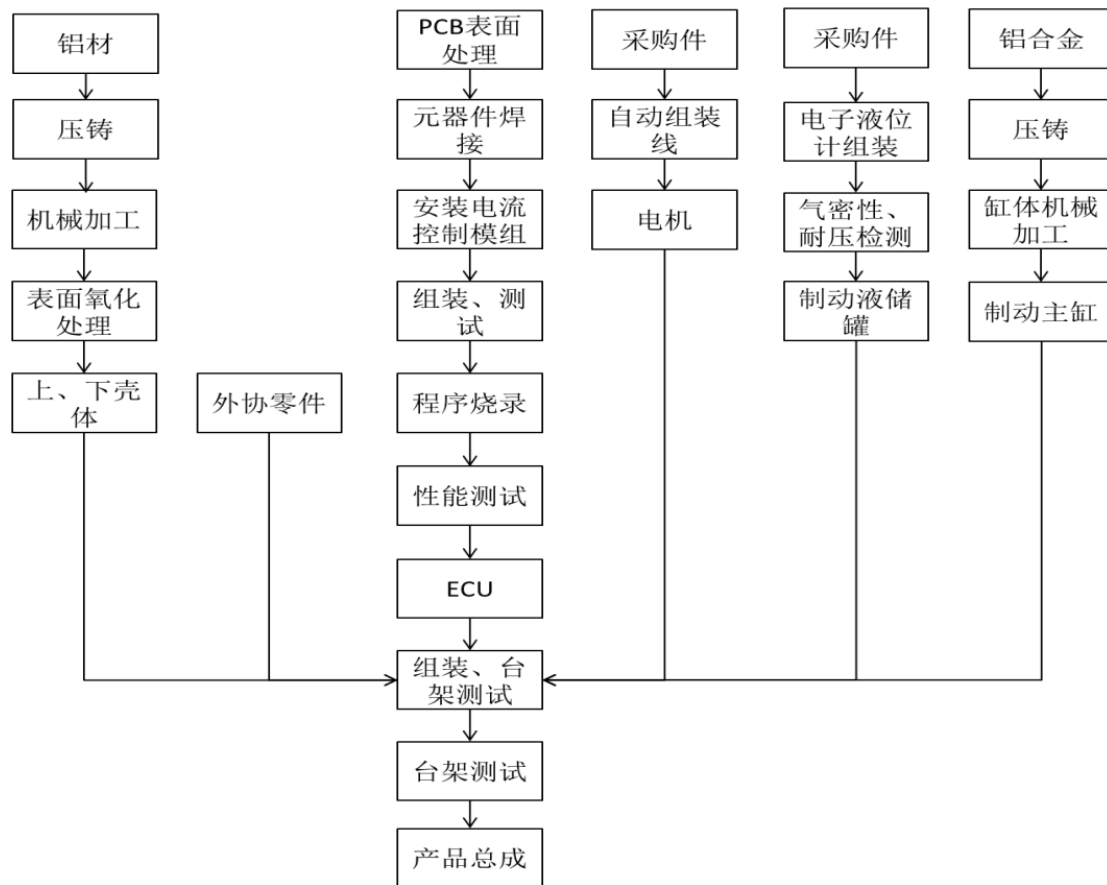 铝材
压铸
机械加工
表面氧化
处理
上、下壳
体
外协零件
PCB表面
处理
元器件焊
接
安装电流
控制模组
组装、测
试
程序烧录
性能测试
ECU
采购件
自动组装
线
电机
采购件
电子液位
计组装
气密性、
耐压检测
制动液储
罐
铝合金
压铸
缸体机械
加工
制动主缸
组装、台
架测试
台架测试
产品总成